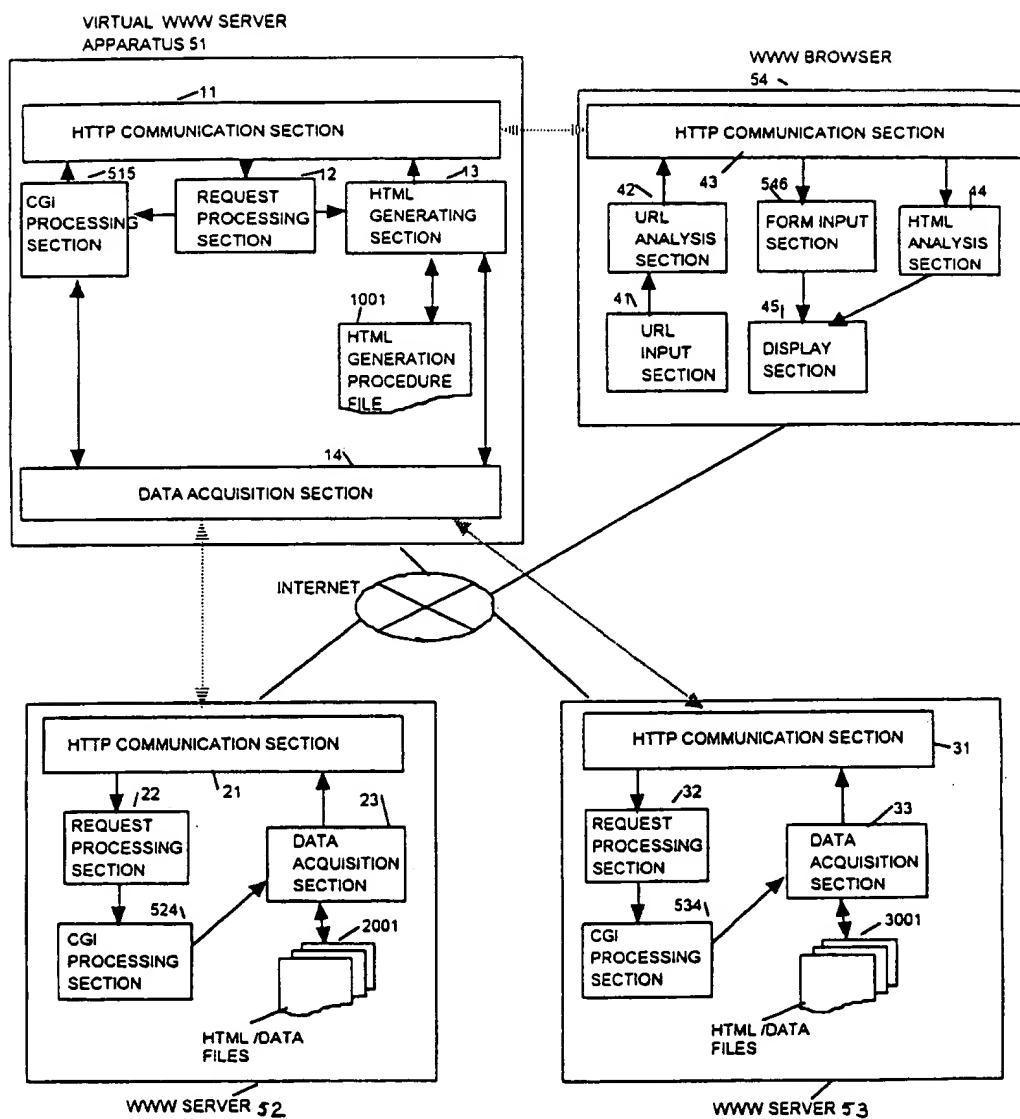 VIRTUAL WWW SERVER
APPARATUS 51
11
HTTP COMMUNICATION SECTION
515
CGI
PROCESSING
SECTION
12
REQUEST
PROCESSING
SECTION
13
HTML
GENERATING
SECTION
1001
HTML
GENERATION
PROCEDURE
FILE
14
DATA ACQUISITION SECTION
WWW BROWSER
54
HTTP COMMUNICATION SECTION
43
42
URL
ANALYSIS
SECTION
546
FORM INPUT
SECTION
44
HTML
ANALYSIS
SECTION
41
URL
INPUT
SECTION
45
DISPLAY
SECTION
INTERNET
HTTP COMMUNICATION SECTION
21
22
REQUEST
PROCESSING
SECTION
23
DATA
ACQUISITION
SECTION
524
CGI
PROCESSING
SECTION
2001
HTML /DATA
FILES
WWW SERVER 52
HTTP COMMUNICATION SECTION
31
32
REQUEST
PROCESSING
SECTION
33
DATA
ACQUISITION
SECTION
534
CGI
PROCESSING
SECTION
3001
HTML /DATA
FILES
WWW SERVER 53